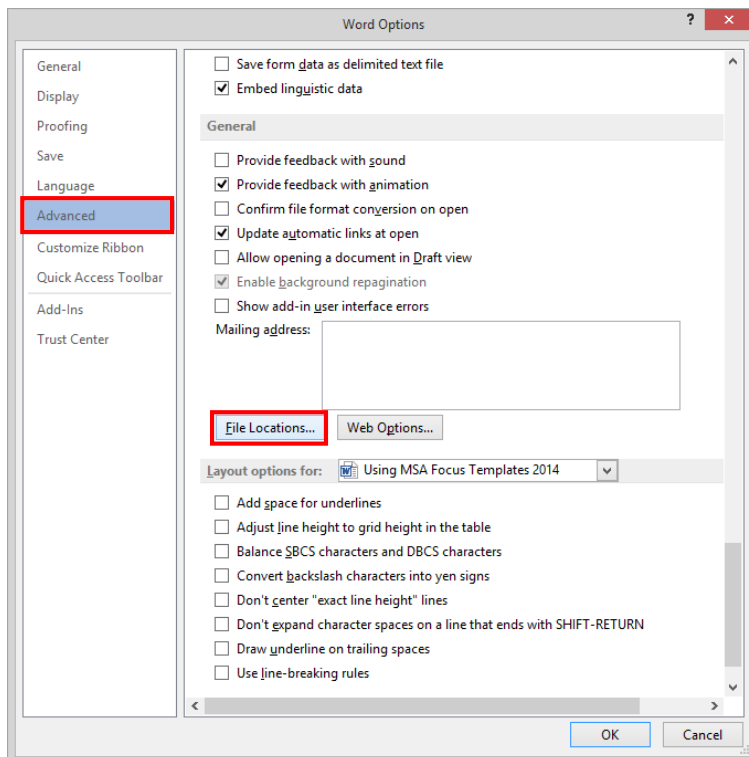 Word Options
?
General
Display
Proofing
Save
Language
Advanced
Customize Ribbon
Quick Access Toolbar
Add-Ins
Trust Center
Save form data as delimited text file
Embed linguistic data
General
Provide feedback with sound
Provide feedback with animation
Confirm file format conversion on open
Update automatic links at open
Allow opening a document in Draft view
Enable background repagination
Show add-in user interface errors
Mailing address:
File Locations... Web Options...
Layout options for: Using MSA Focus Templates 2014
Add space for underlines
Adjust line height to grid height in the table
Balance SBCS characters and DBCS characters
Convert backslash characters into yen signs
Don't center "exact line height" lines
Don't expand character spaces on a line that ends with SHIFT-RETURN
Draw underline on trailing spaces
Use line-breaking rules
OK Cancel